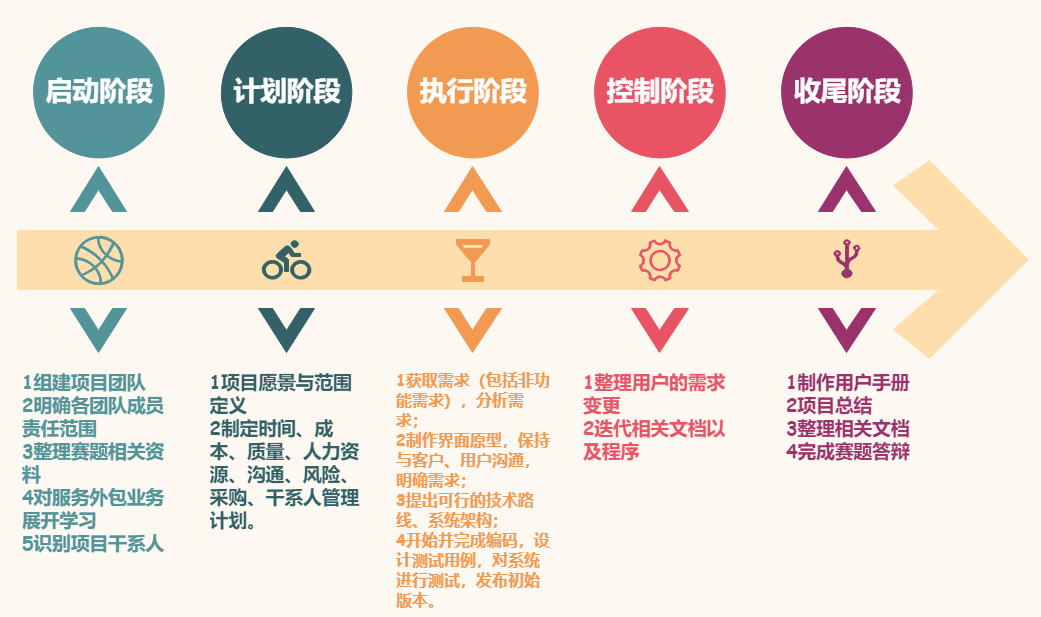 启动阶段
计划阶段
执行阶段
控制阶段
收尾阶段
1组建项目团队
2明确各团队成员
责任范围
3整理赛题相关资
料
4对服务外包业务
展开学习
5识别项目干系人
1项目愿景与范围
定义
2制定时间、成
本、质量、人力资
源、沟通、风险、
采购、干系人管理
计划。
1获取需求（包括非功
能需求），分析需
求；
2制作界面原型，保持
与客户、用户沟通，
明确需求；
3提出可行的技术路
线、系统架构；
4开始并完成编码，设
计测试用例，对系统
进行测试，发布初始
版本。
1整理用户的需求
变更
2迭代相关文档以
及程序
1制作用户手册
2项目总结
3整理相关文档
4完成赛题答辩